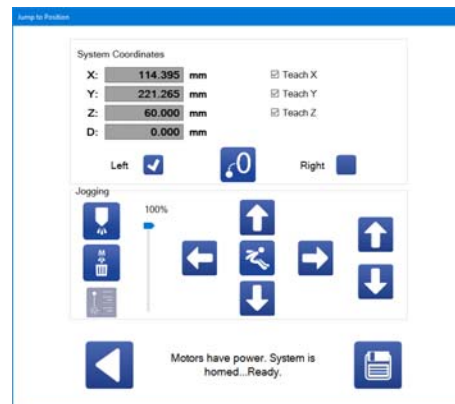 Jump to Position
System Coordinates
X: 114.395 mm
Teach X
Y: 221.265 mm
Teach Y
Z: 60.000 mm
Teach Z
D: 0.000 mm
Left
0
Right
Jogging
100%
M
Motors have power. System is
homed...Ready.